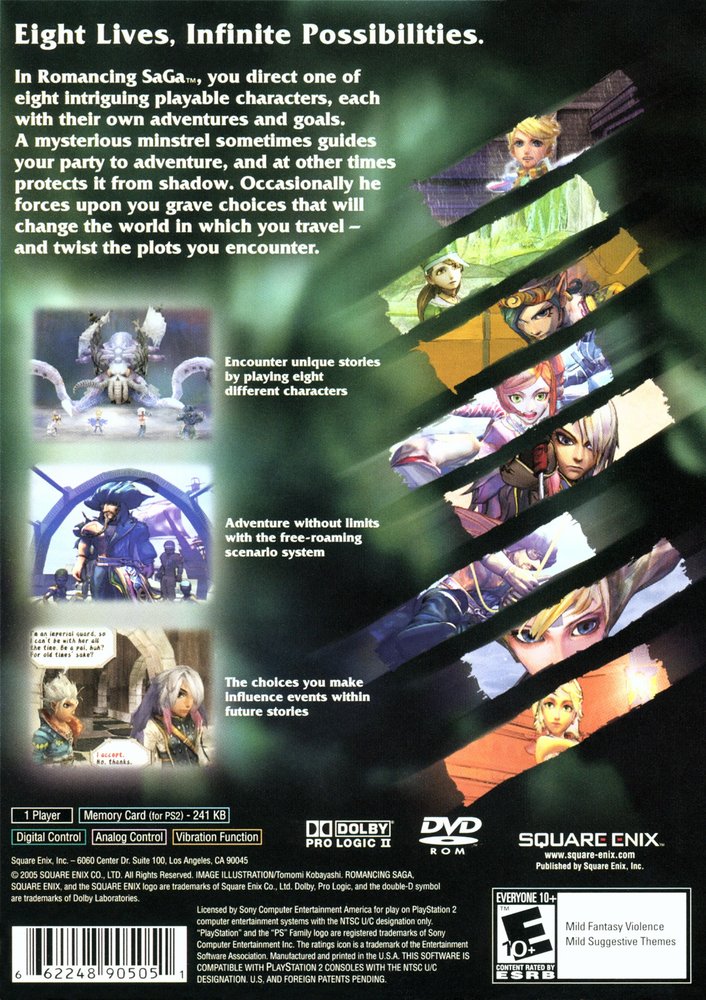 Eight Lives, Infinite Possibilities.
In Romancing SaGa™, you direct one of
eight intriguing playable characters, each
with their own adventures and goals.
A mysterious minstrel sometimes guides
your party to adventure, and at other times
protects it from shadow. Occasionally he
forces upon you grave choices that will
change the world in which you travel –
and twist the plots you encounter.
Encounter unique stories
by playing eight
different characters
Adventure without limits
with the free-roaming
scenario system
I'm an imperial guard, so
I can't be with her all
the time. Be a pal, huh?
For old times' sake?
I accept.
No, thanks.
The choices you make
influence events within
future stories
1 Player
Memory Card (for PS2) - 241 KB
Digital Control
Analog Control
Vibration Function
DOLBY
PRO LOGIC II
DVD
ROM
SQUARE ENIX™
www.square-enix.com
Published by Square Enix, Inc.
Square Enix, Inc. – 6060 Center Dr. Suite 100, Los Angeles, CA 90045
© 2005 SQUARE ENIX CO., LTD. All Rights Reserved. IMAGE ILLUSTRATION/Tomomi Kobayashi. ROMANCING SAGA,
SQUARE ENIX, and the SQUARE ENIX logo are trademarks of Square Enix Co., Ltd. Dolby, Pro Logic, and the double-D symbol
are trademarks of Dolby Laboratories.
Licensed by Sony Computer Entertainment America for play on PlayStation 2
computer entertainment systems with the NTSC U/C designation only.
"PlayStation" and the "PS" Family logo are registered trademarks of Sony
Computer Entertainment Inc. The ratings icon is a trademark of the Entertainment
Software Association. Manufactured and printed in the U.S.A. THIS SOFTWARE IS
COMPATIBLE WITH PLAYSTATION 2 CONSOLES WITH THE NTSC U/C
DESIGNATION. U.S. AND FOREIGN PATENTS PENDING.
6 62248 90505 1
EVERYONE 10+
™
E
10+
CONTENT RATED BY
ESRB
Mild Fantasy Violence
Mild Suggestive Themes